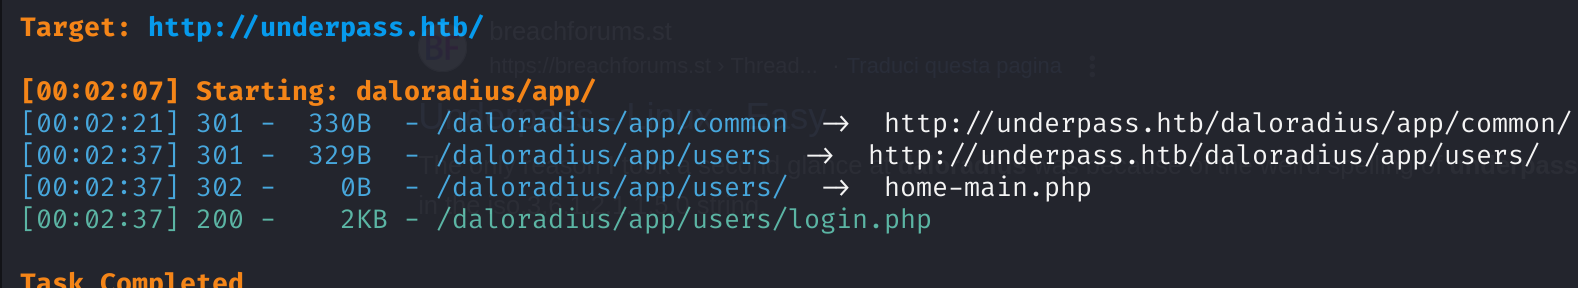 Target: http://underpass.htb/
breachforums.st
https://breachforums.st › Thread... · Traduci questa pagina
[00:02:07] Starting: daloradius/app/
[00:02:21] 301 - 330B - /daloradius/app/common -> http://underpass.htb/daloradius/app/common/
[00:02:37] 301 - 329B - /daloradius/app/users -> http://underpass.htb/daloradius/app/users/
[00:02:37] 302 - 0B - /daloradius/app/users/ -> home-main.php
[00:02:37] 200 - 2KB - /daloradius/app/users/login.php
Task Completed